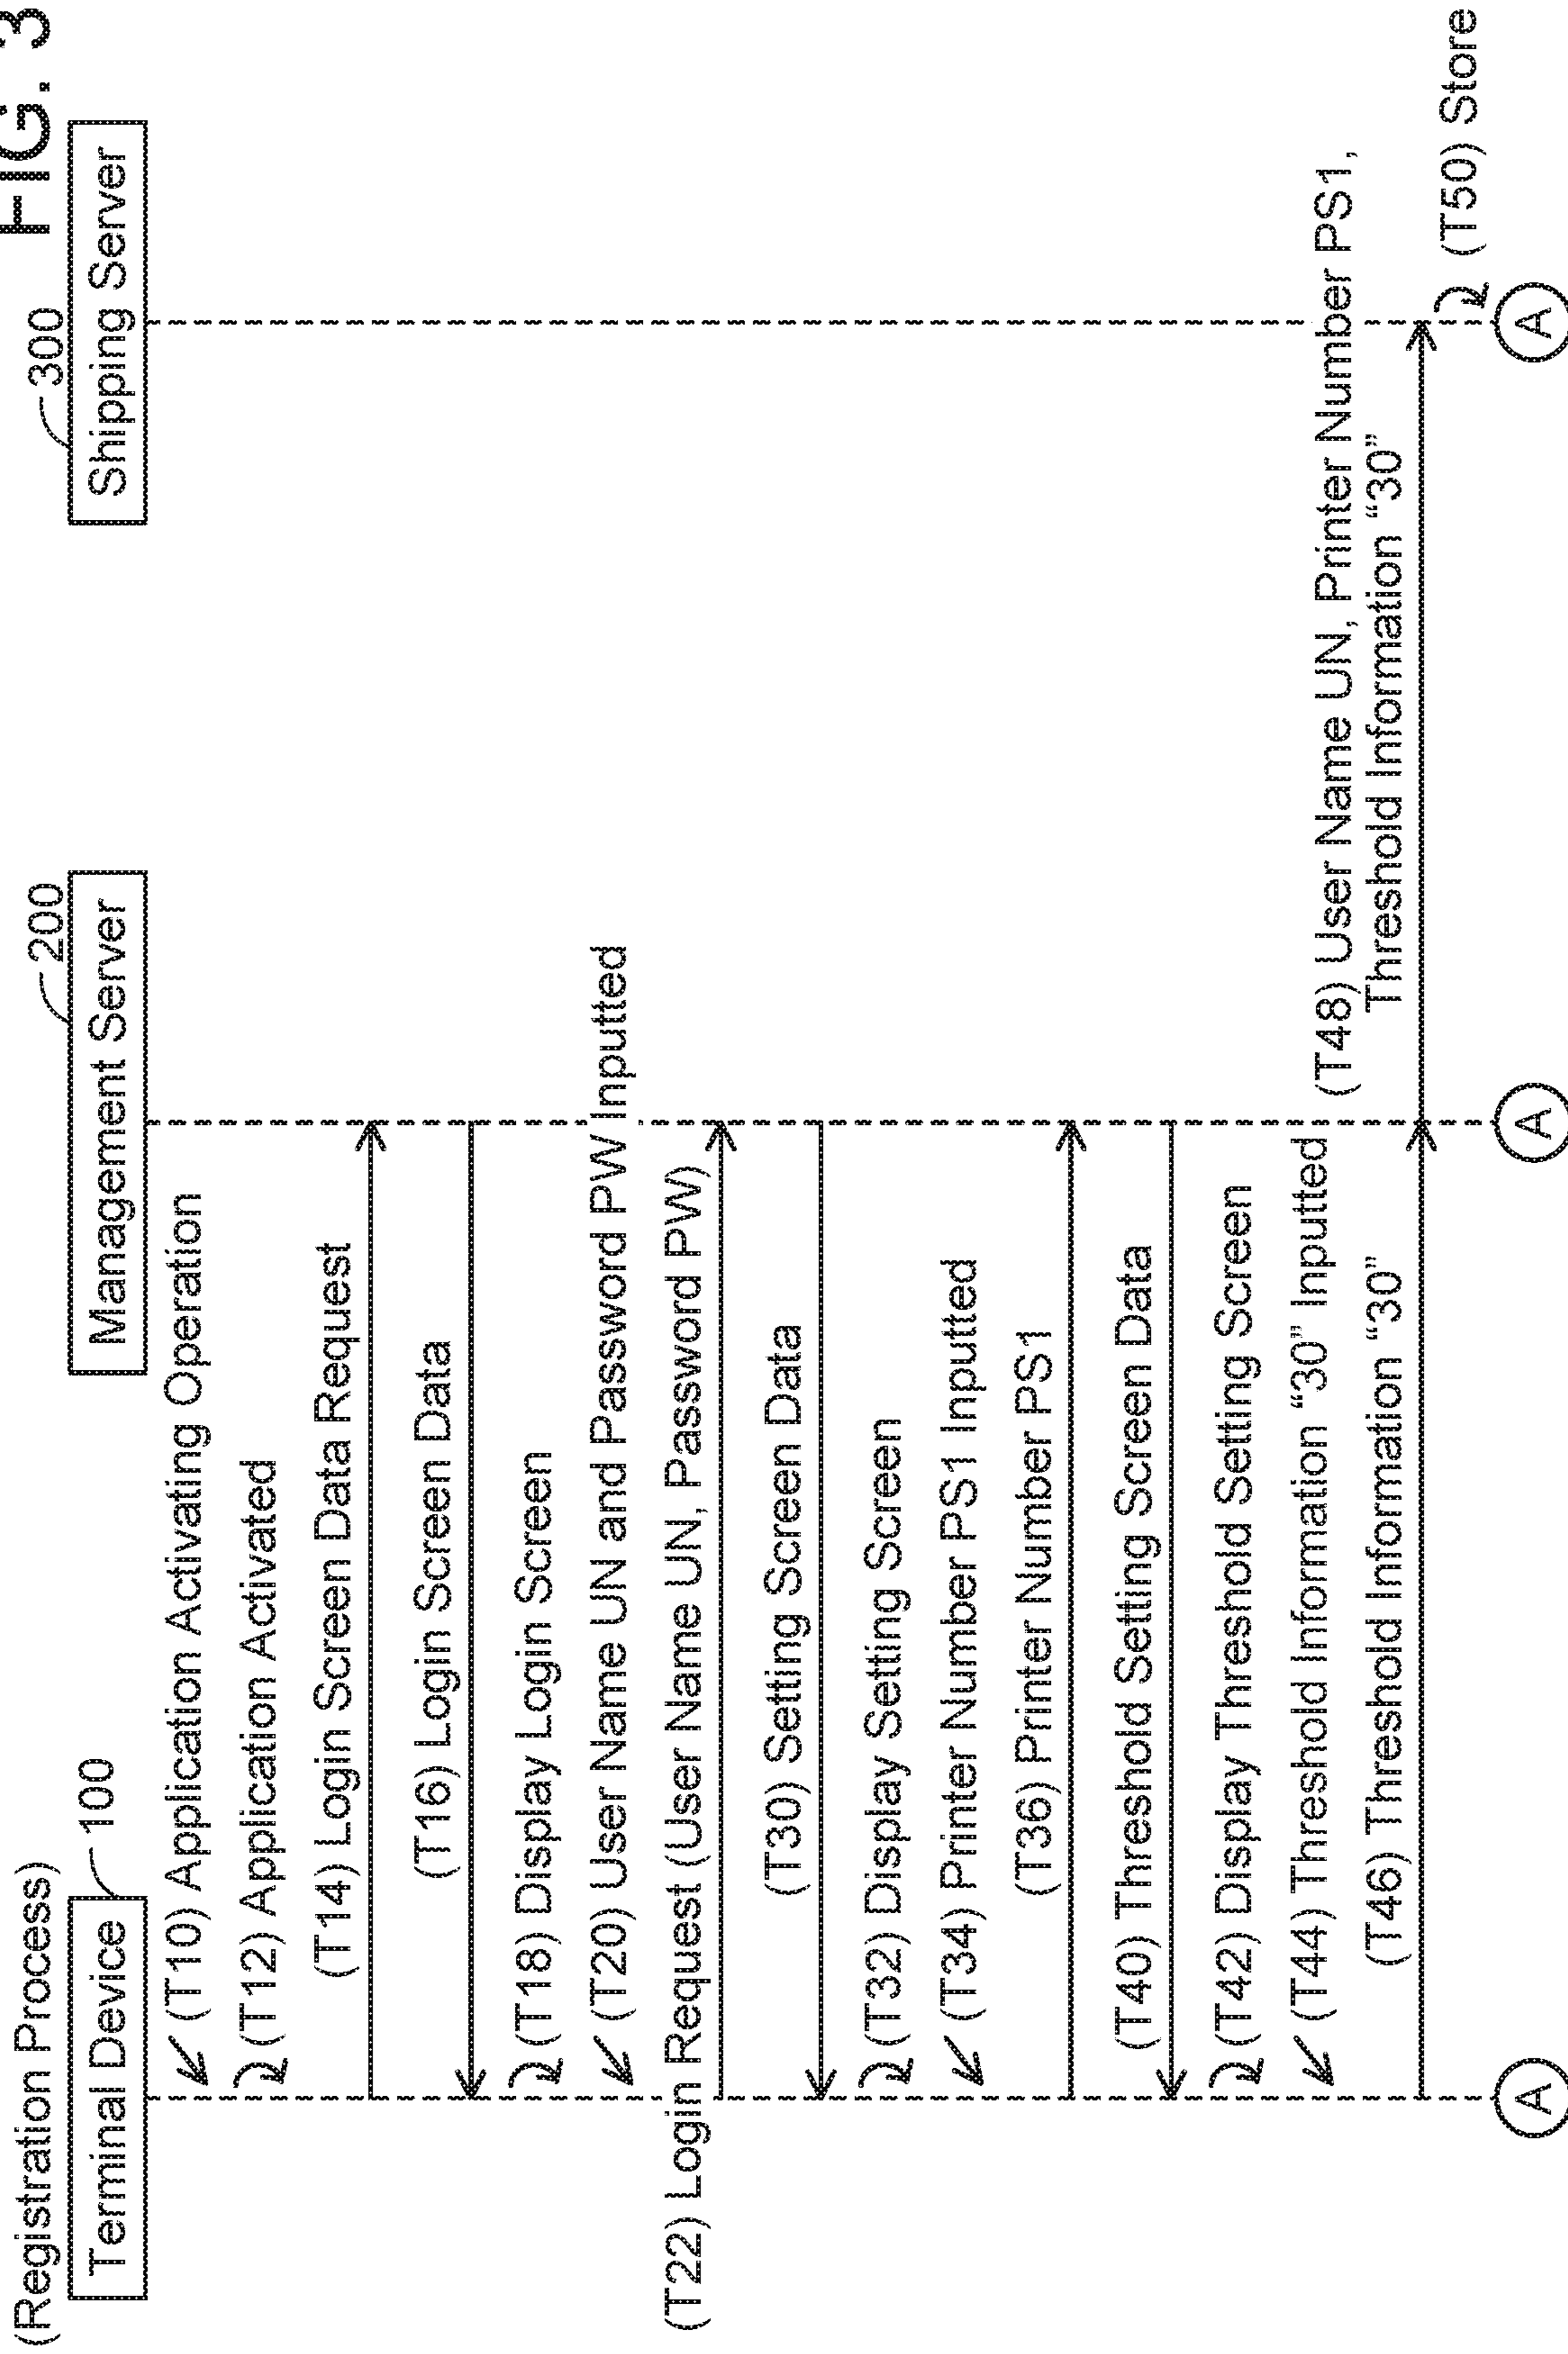 FIG. 3
(Registration Process)
100
200
300
Terminal Device
Management Server
Shipping Server
(T10) Application Activating Operation
(T12) Application Activated
(T14) Login Screen Data Request
(T16) Login Screen Data
(T18) Display Login Screen
(T20) User Name UN and Password PW Inputted
(T22) Login Request (User Name UN, Password PW)
(T30) Setting Screen Data
(T32) Display Setting Screen
(T34) Printer Number PS1 Inputted
(T36) Printer Number PS1
(T40) Threshold Setting Screen Data
(T42) Display Threshold Setting Screen
(T44) Threshold Information “30” Inputted
(T46) Threshold Information “30”
(T48) User Name UN, Printer Number PS1,
Threshold Information “30”
(T50) Store
A
A
A